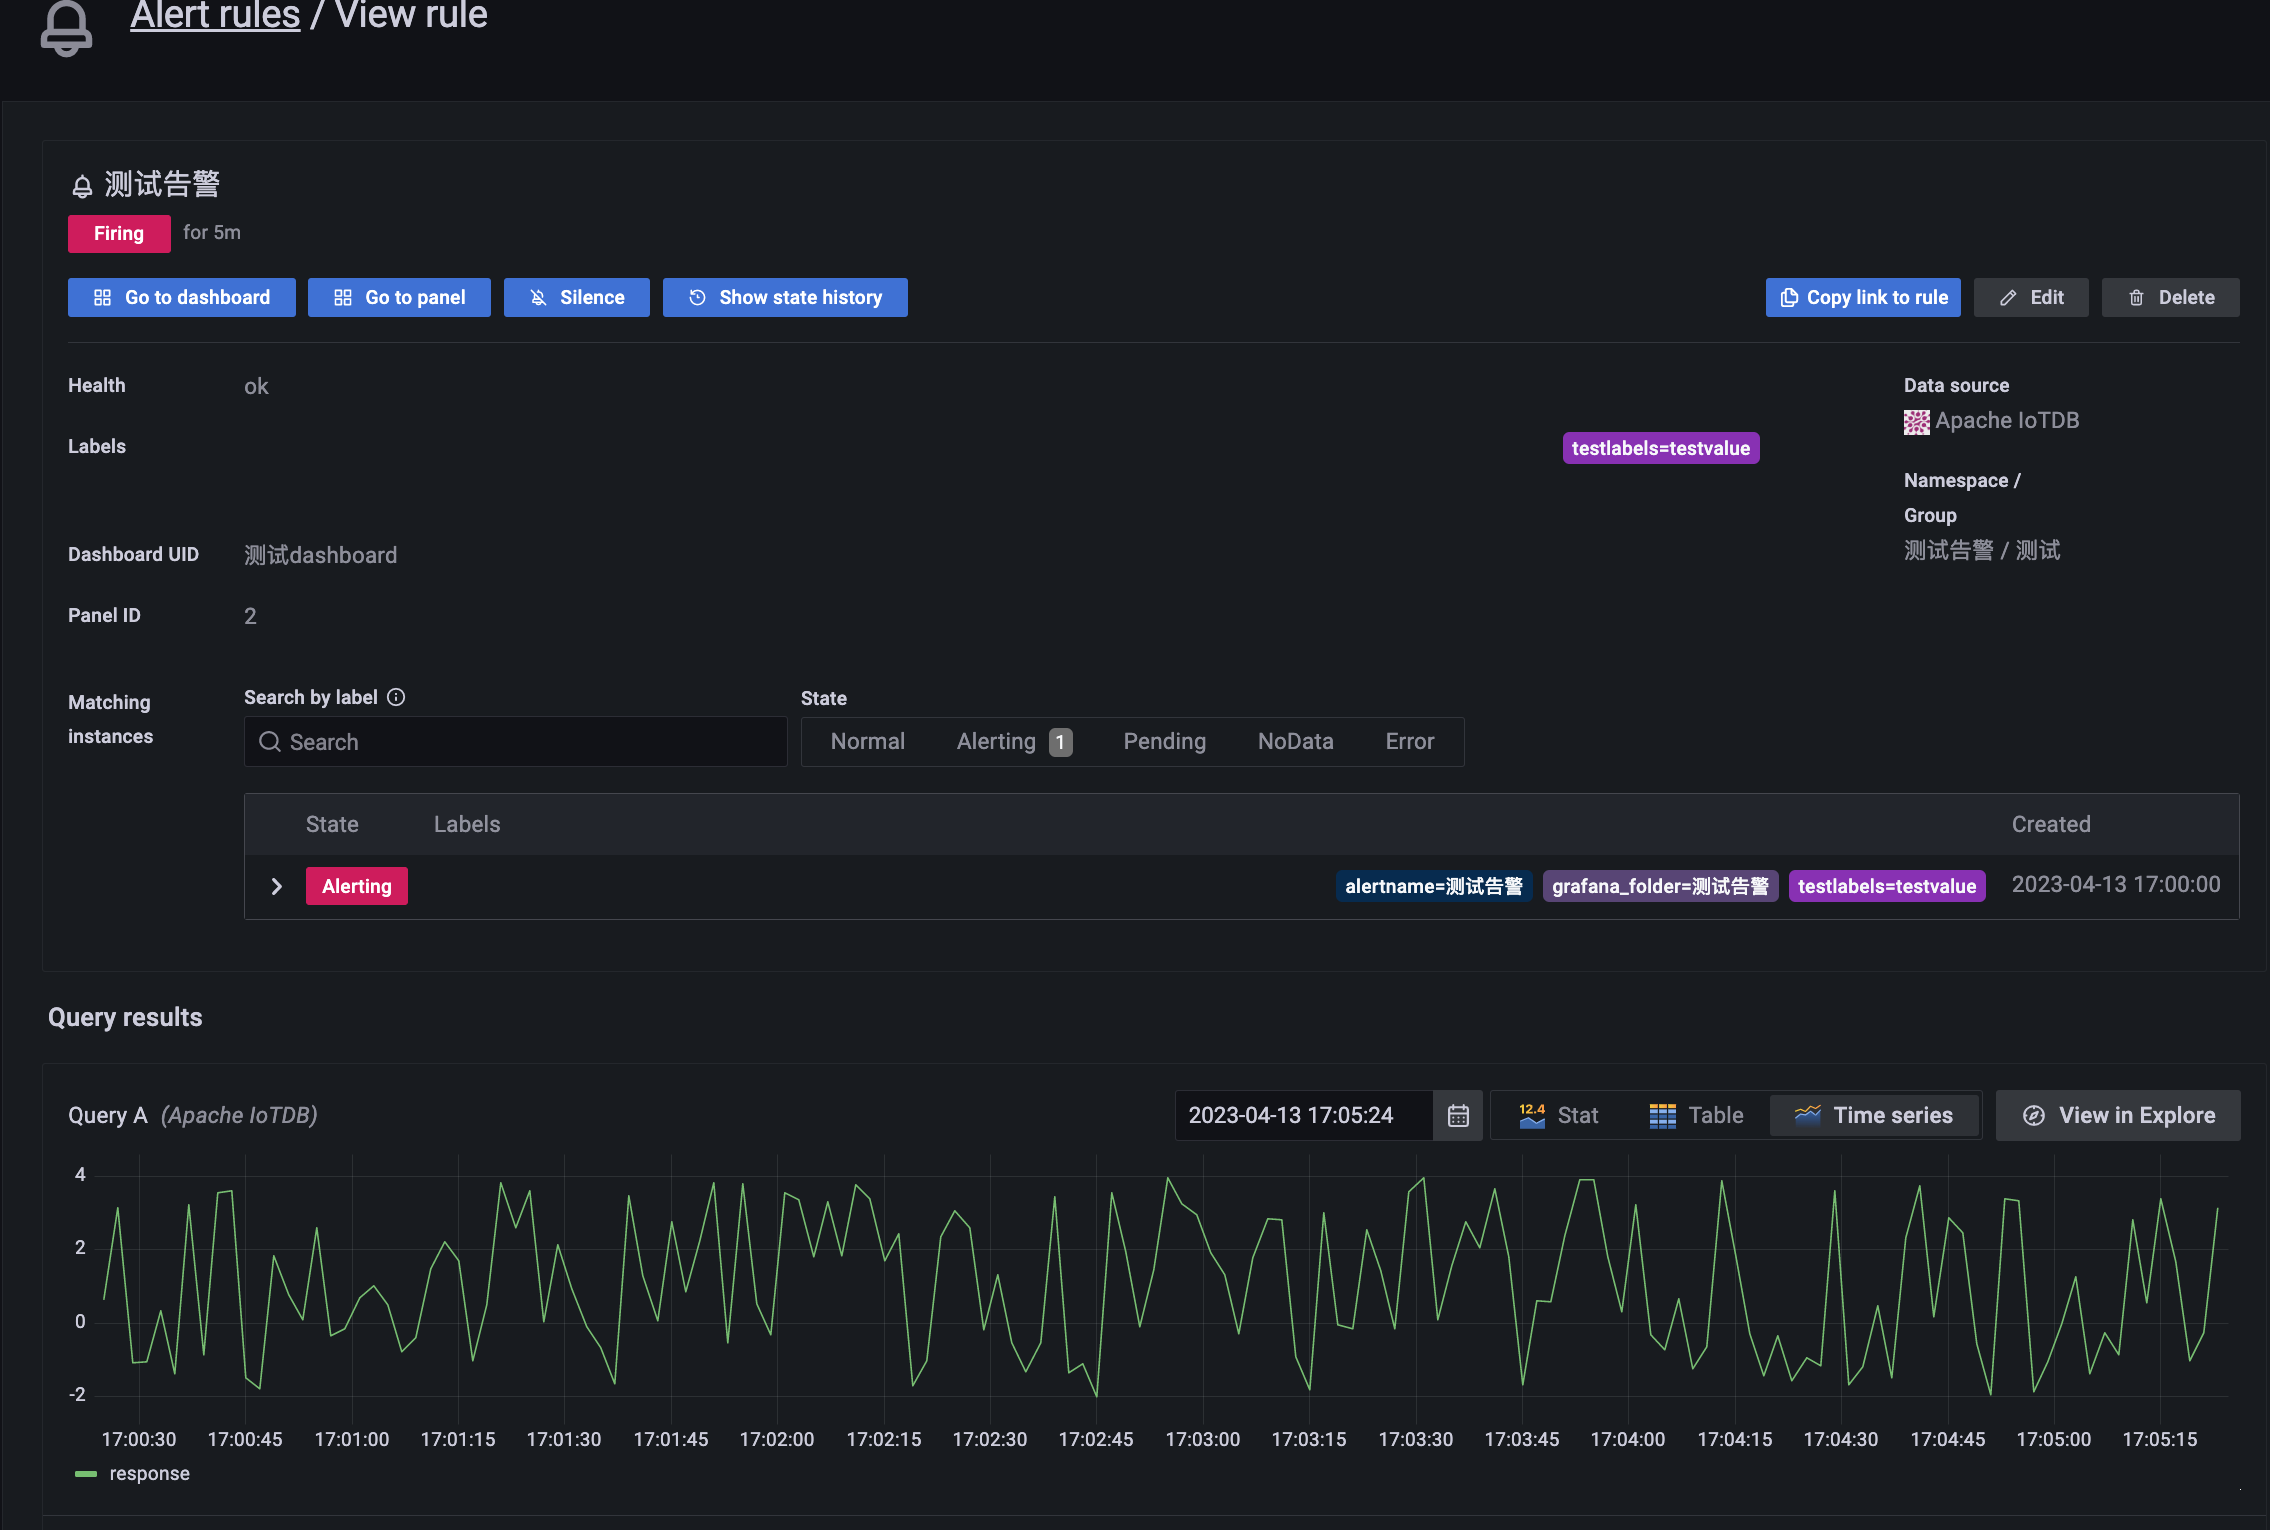 Alert rules / View rule
测试告警
Firing for 5m
Go to dashboard Go to panel Silence Show state history Copy link to rule Edit Delete
Health ok
Data source
Apache IoTDB
Labels testlabels=testvalue
Namespace /
Group
测试告警 / 测试
Dashboard UID 测试dashboard
Panel ID 2
Matching
instances
Search by label
Search
State
Normal Alerting 1 Pending NoData Error
State Labels Created
Alerting alertname=测试告警 grafana_folder=测试告警 testlabels=testvalue 2023-04-13 17:00:00
Query results
Query A (Apache IoTDB) 2023-04-13 17:05:24 12.4 Stat Table Time series View in Explore
4
2
0
-2
17:00:30 17:00:45 17:01:00 17:01:15 17:01:30 17:01:45 17:02:00 17:02:15 17:02:30 17:02:45 17:03:00 17:03:15 17:03:30 17:03:45 17:04:00 17:04:15 17:04:30 17:04:45 17:05:00 17:05:15
response